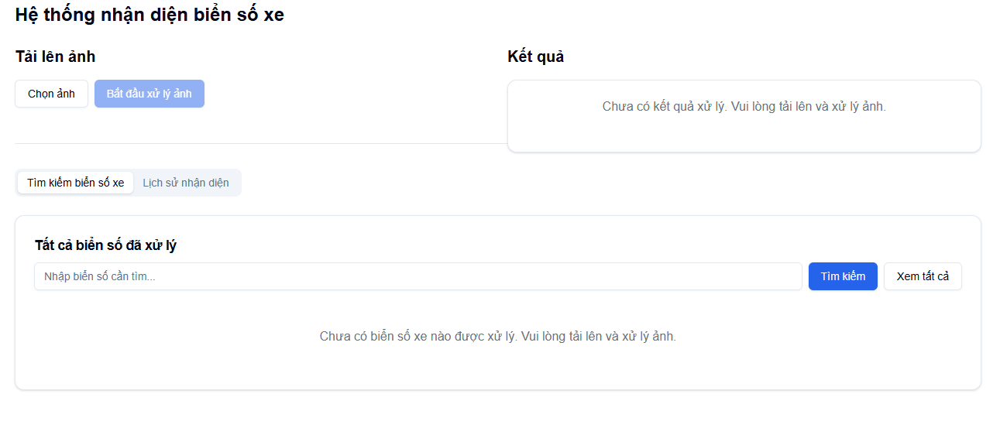 Hệ thống nhận diện biển số xe
Tải lên ảnh
Chọn ảnh
Bắt đầu xử lý ảnh
Kết quả
Chưa có kết quả xử lý. Vui lòng tải lên và xử lý ảnh.
Tìm kiếm biển số xe
Lịch sử nhận diện
Tất cả biển số đã xử lý
Nhập biển số cần tìm...
Tìm kiếm
Xem tất cả
Chưa có biển số xe nào được xử lý. Vui lòng tải lên và xử lý ảnh.